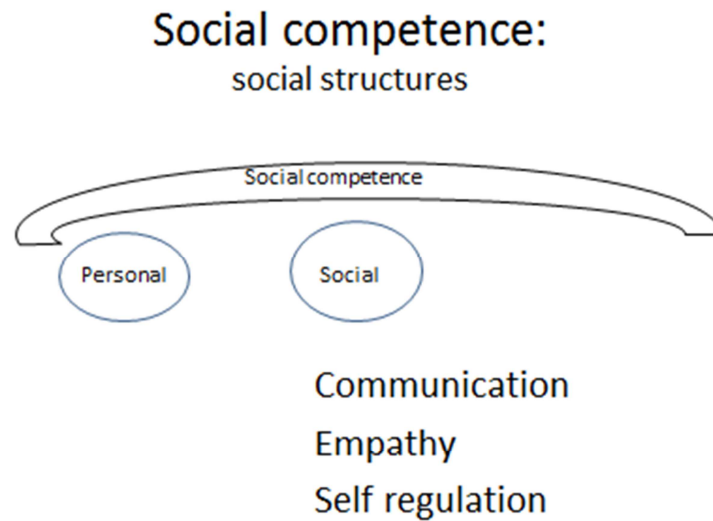 Social competence:
social structures
Social competence
Personal
Social
Communication
Empathy
Self regulation